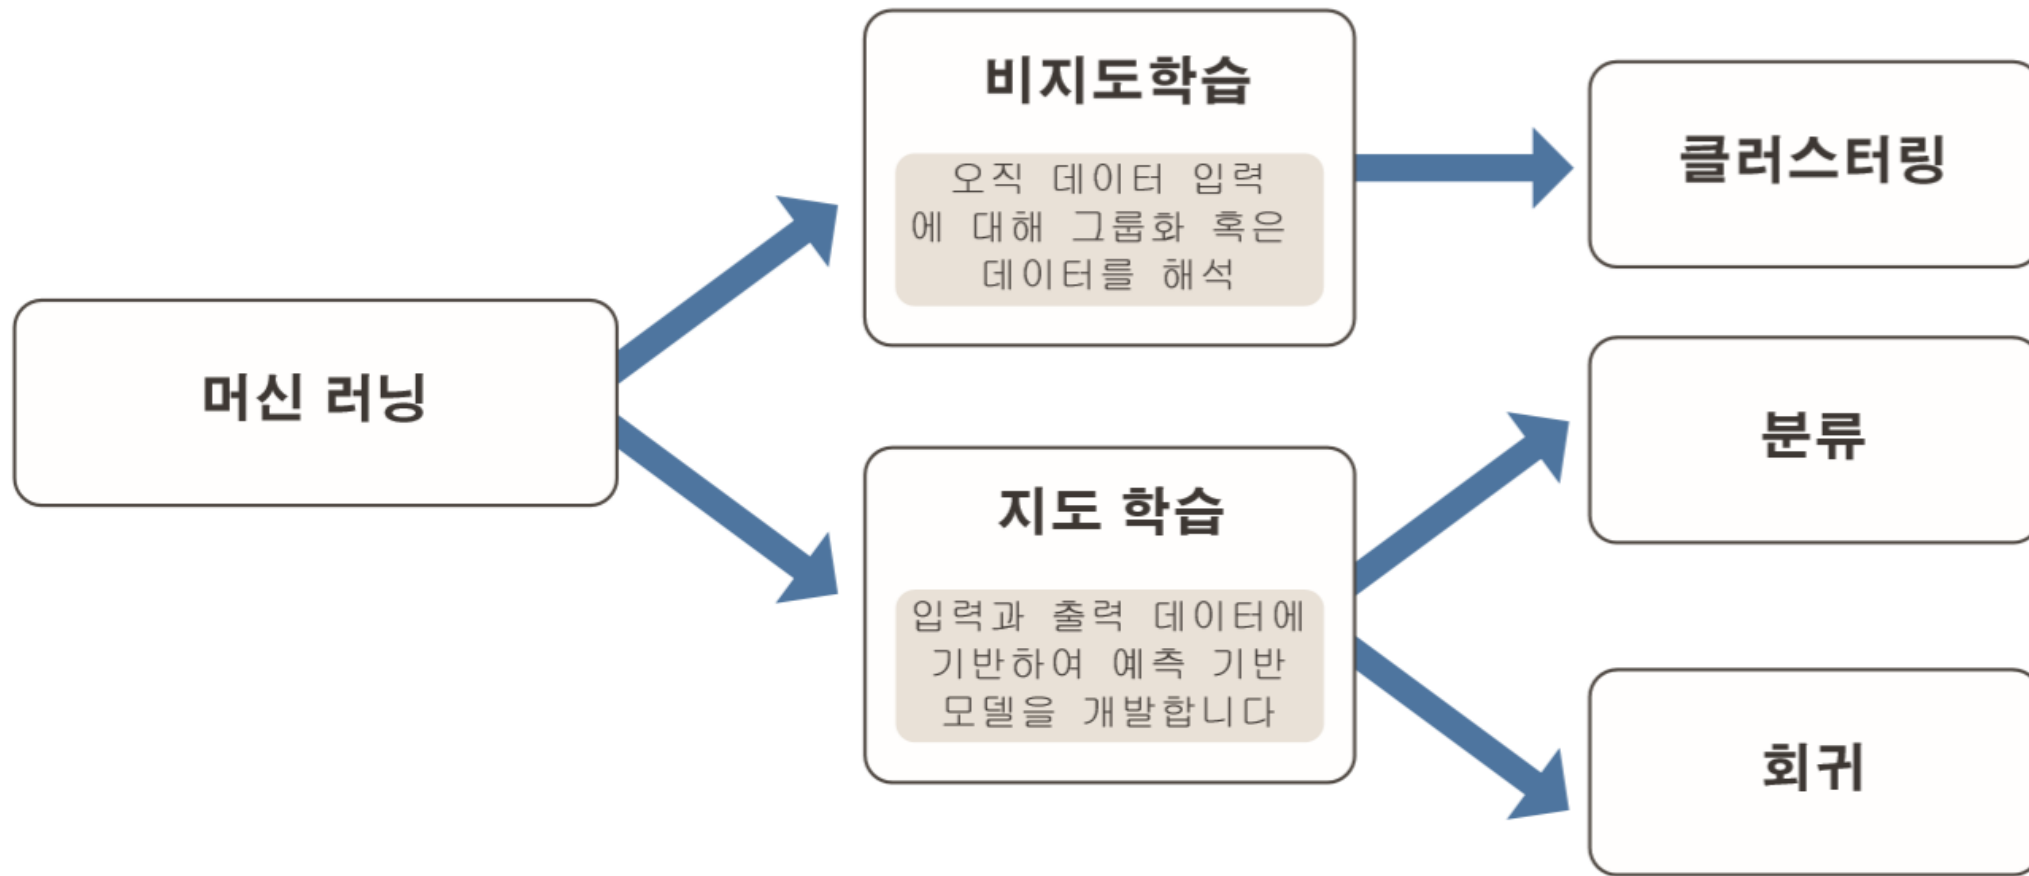 머신 러닝
비지도학습
오직 데이터 입력
에 대해 그룹화 혹은
데이터를 해석
지도 학습
입력과 출력 데이터에
기반하여 예측 기반
모델을 개발합니다
클러스터링
분류
회귀